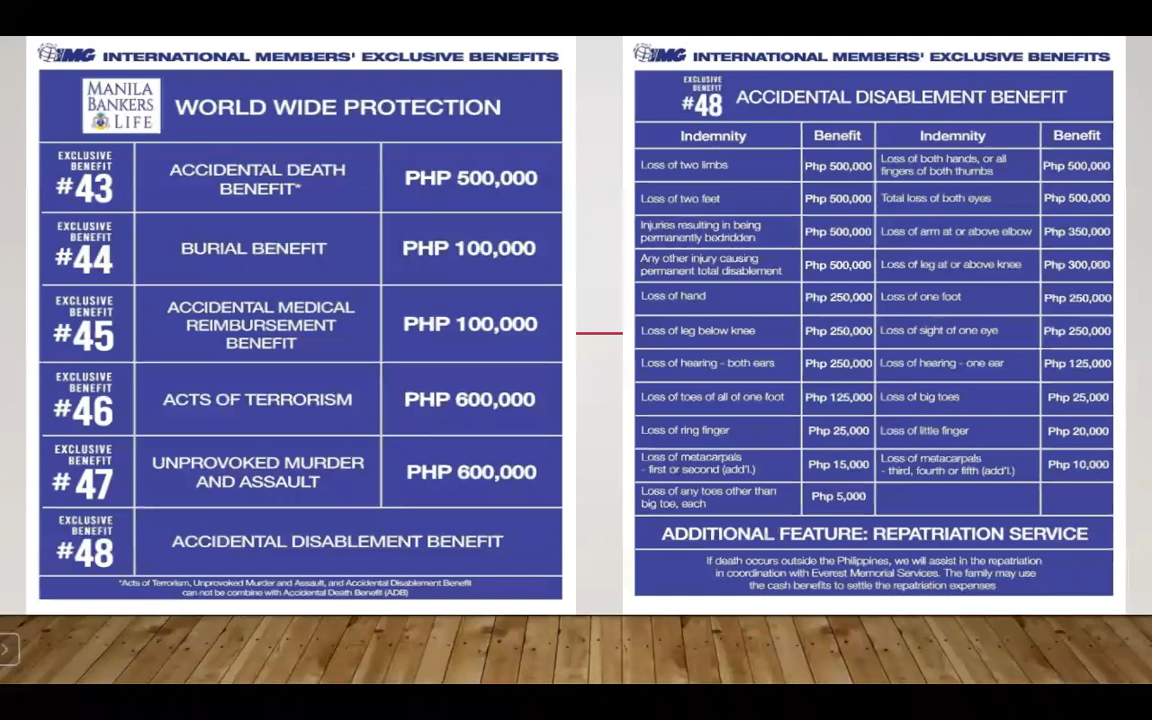 IMG INTERNATIONAL MEMBERS' EXCLUSIVE BENEFITS
MANILA
BANKERS
LIFE
WORLD WIDE PROTECTION
EXCLUSIVE
BENEFIT
#43
ACCIDENTAL DEATH
BENEFIT*
PHP 500,000
EXCLUSIVE
BENEFIT
#44
BURIAL BENEFIT
PHP 100,000
EXCLUSIVE
BENEFIT
#45
ACCIDENTAL MEDICAL
REIMBURSEMENT
BENEFIT
PHP 100,000
EXCLUSIVE
BENEFIT
#46
ACTS OF TERRORISM
PHP 600,000
EXCLUSIVE
BENEFIT
#47
UNPROVOKED MURDER
AND ASSAULT
PHP 600,000
EXCLUSIVE
BENEFIT
#48
ACCIDENTAL DISABLEMENT BENEFIT
*Acts of Terrorism, Unprovoked Murder and Assault, and Accidental Disablement Benefit
can not be combine with Accidental Death Benefit (ADB)
IMG INTERNATIONAL MEMBERS' EXCLUSIVE BENEFITS
EXCLUSIVE
BENEFIT
#48
ACCIDENTAL DISABLEMENT BENEFIT
Indemnity Benefit Indemnity Benefit
Loss of two limbs Php 500,000
Loss of both hands, or all
fingers of both thumbs
Php 500,000
Loss of two feet Php 500,000 Total loss of both eyes Php 500,000
Injuries resulting in being
permanently bedridden
Php 500,000 Loss of arm at or above elbow Php 350,000
Any other injury causing
permanent total disablement
Php 500,000 Loss of leg at or above knee Php 300,000
Loss of hand Php 250,000 Loss of one foot Php 250,000
Loss of leg below knee Php 250,000 Loss of sight of one eye Php 250,000
Loss of hearing - both ears Php 250,000 Loss of hearing - one ear Php 125,000
Loss of toes of all of one foot Php 125,000 Loss of big toes Php 25,000
Loss of ring finger Php 25,000 Loss of little finger Php 20,000
Loss of metacarpals
- first or second (add'l.)
Php 15,000
Loss of metacarpals
- third, fourth or fifth (add'l.)
Php 10,000
Loss of any toes other than
big toe, each
Php 5,000
ADDITIONAL FEATURE: REPATRIATION SERVICE
If death occurs outside the Philippines, we will assist in the repatriation
in coordination with Everest Memorial Services. The family may use
the cash benefits to settle the repatriation expenses